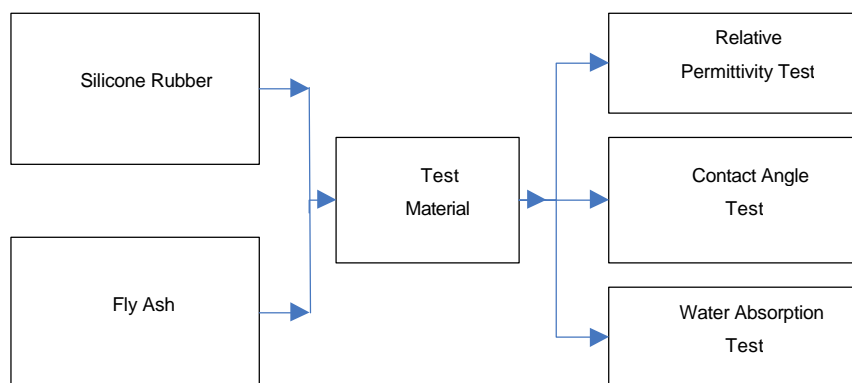 Silicone Rubber
Fly Ash
Test
Material
Relative
Permittivity Test
Contact Angle
Test
Water Absorption
Test